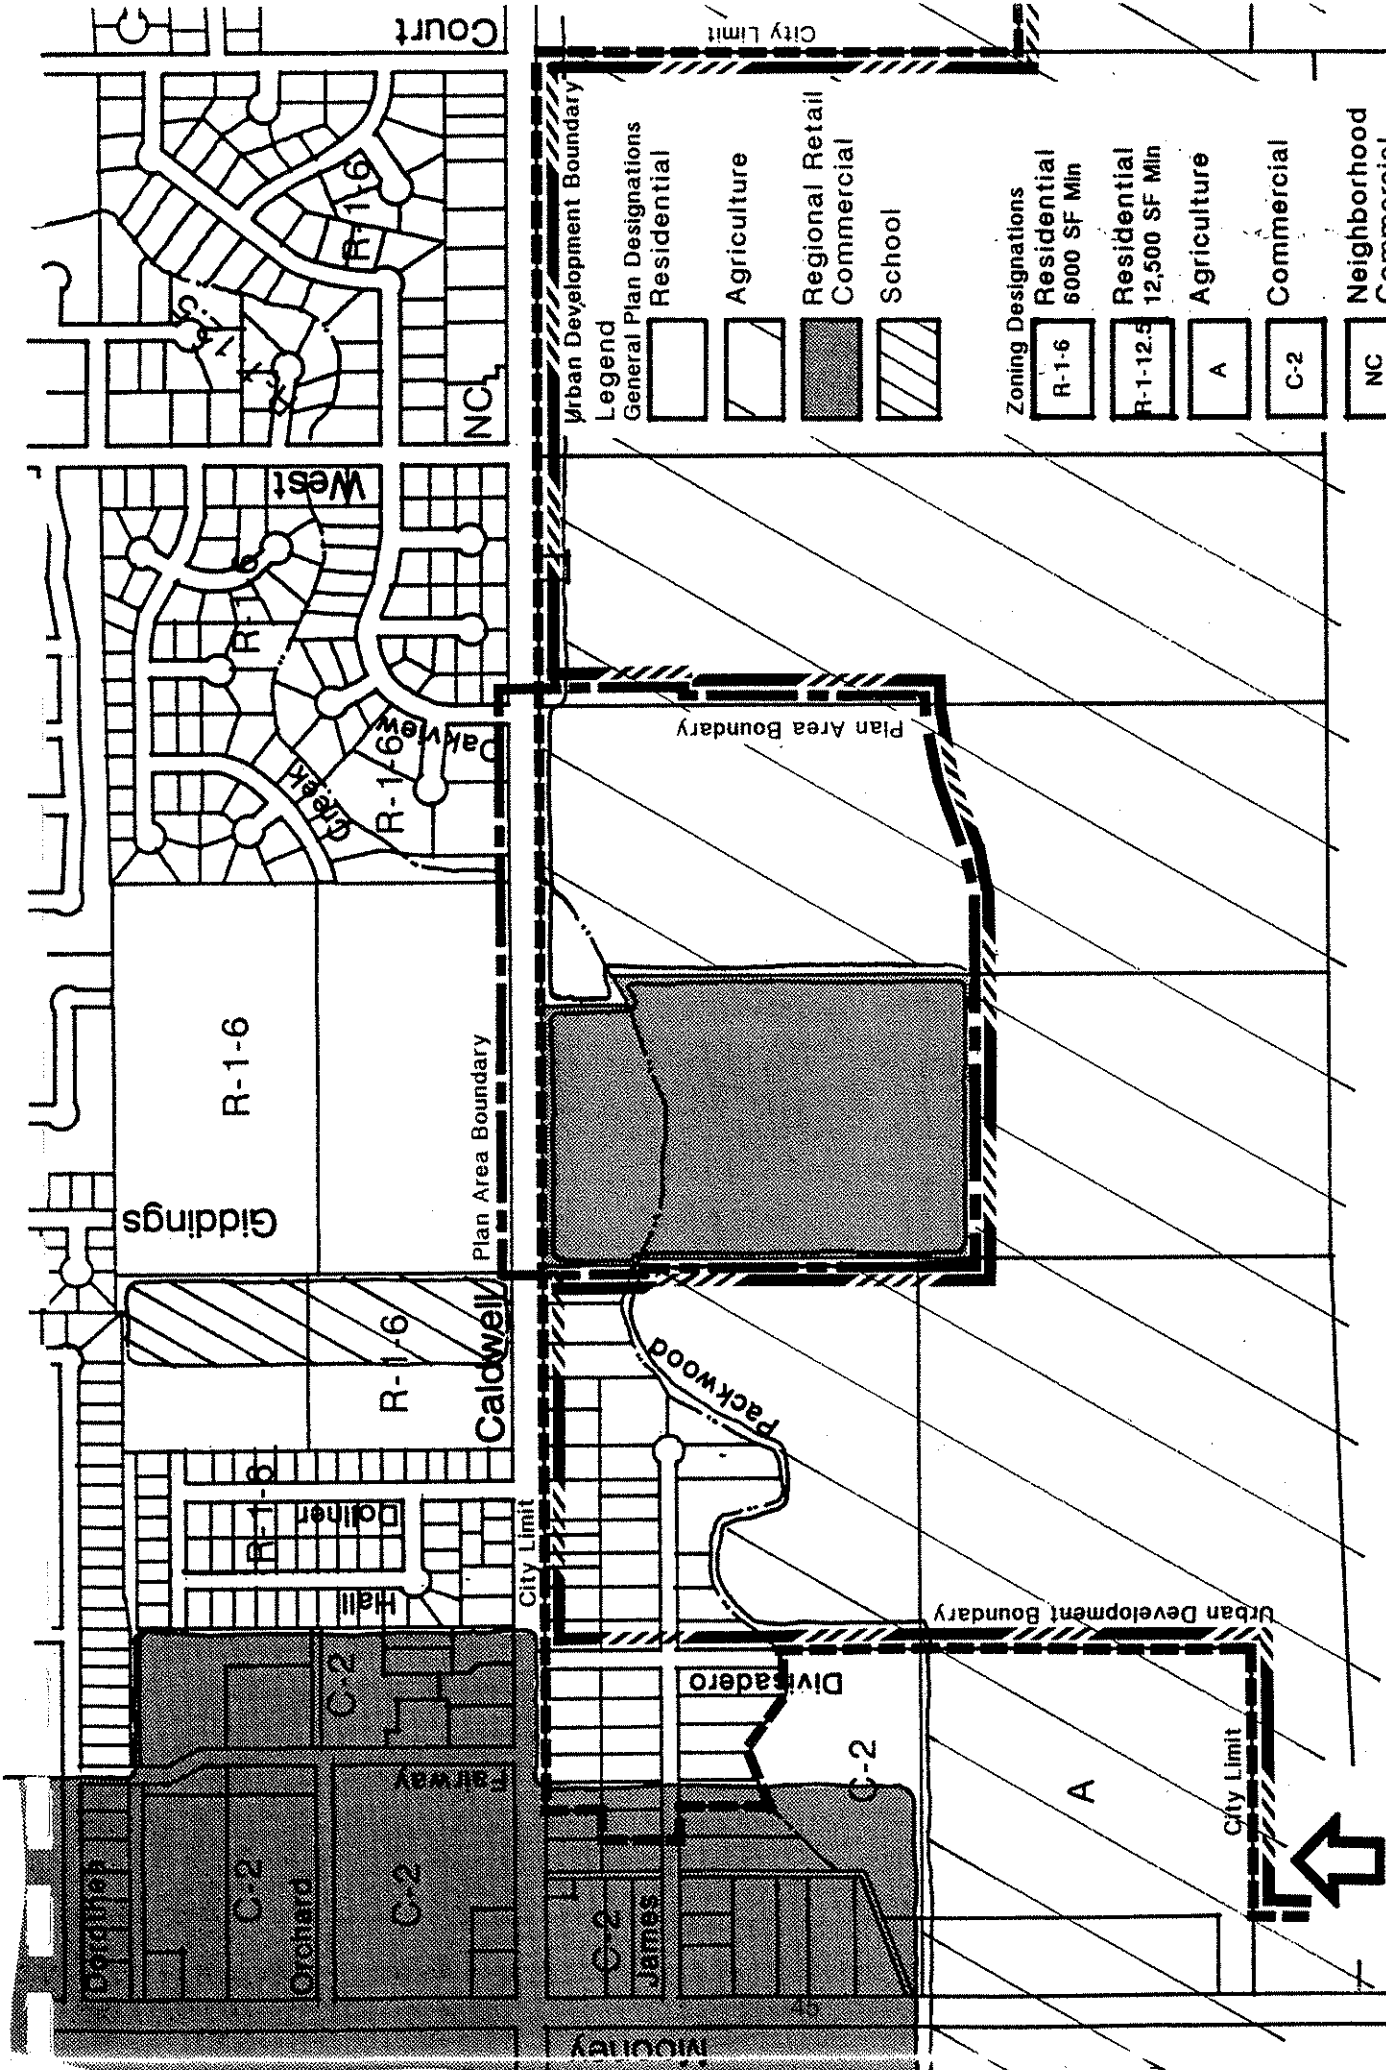 Court
City Limit
Urban Development Boundary
Legend
General Plan Designations
Residential
Agriculture
Regional Retail
Commercial
School
Zoning Designations
R-1-6
Residential
6000 SF Min
R-1-12.5
Residential
12,500 SF Min
A
Agriculture
C-2
Commercial
NC
Neighborhood
R-1-6
NC
West
Oakview
R-1-6
Creek
Plan Area Boundary
R-1-6
Giddings
Plan Area Boundary
Caldwell
R-1-6
Packwood
R-1-6
Dollner
Hall
City Limit
Urban Development Boundary
Divisadero
C-2
C-2
Fairway
A
City Limit
C-2
Orchard
C-2
C-2
James
45
Mooney